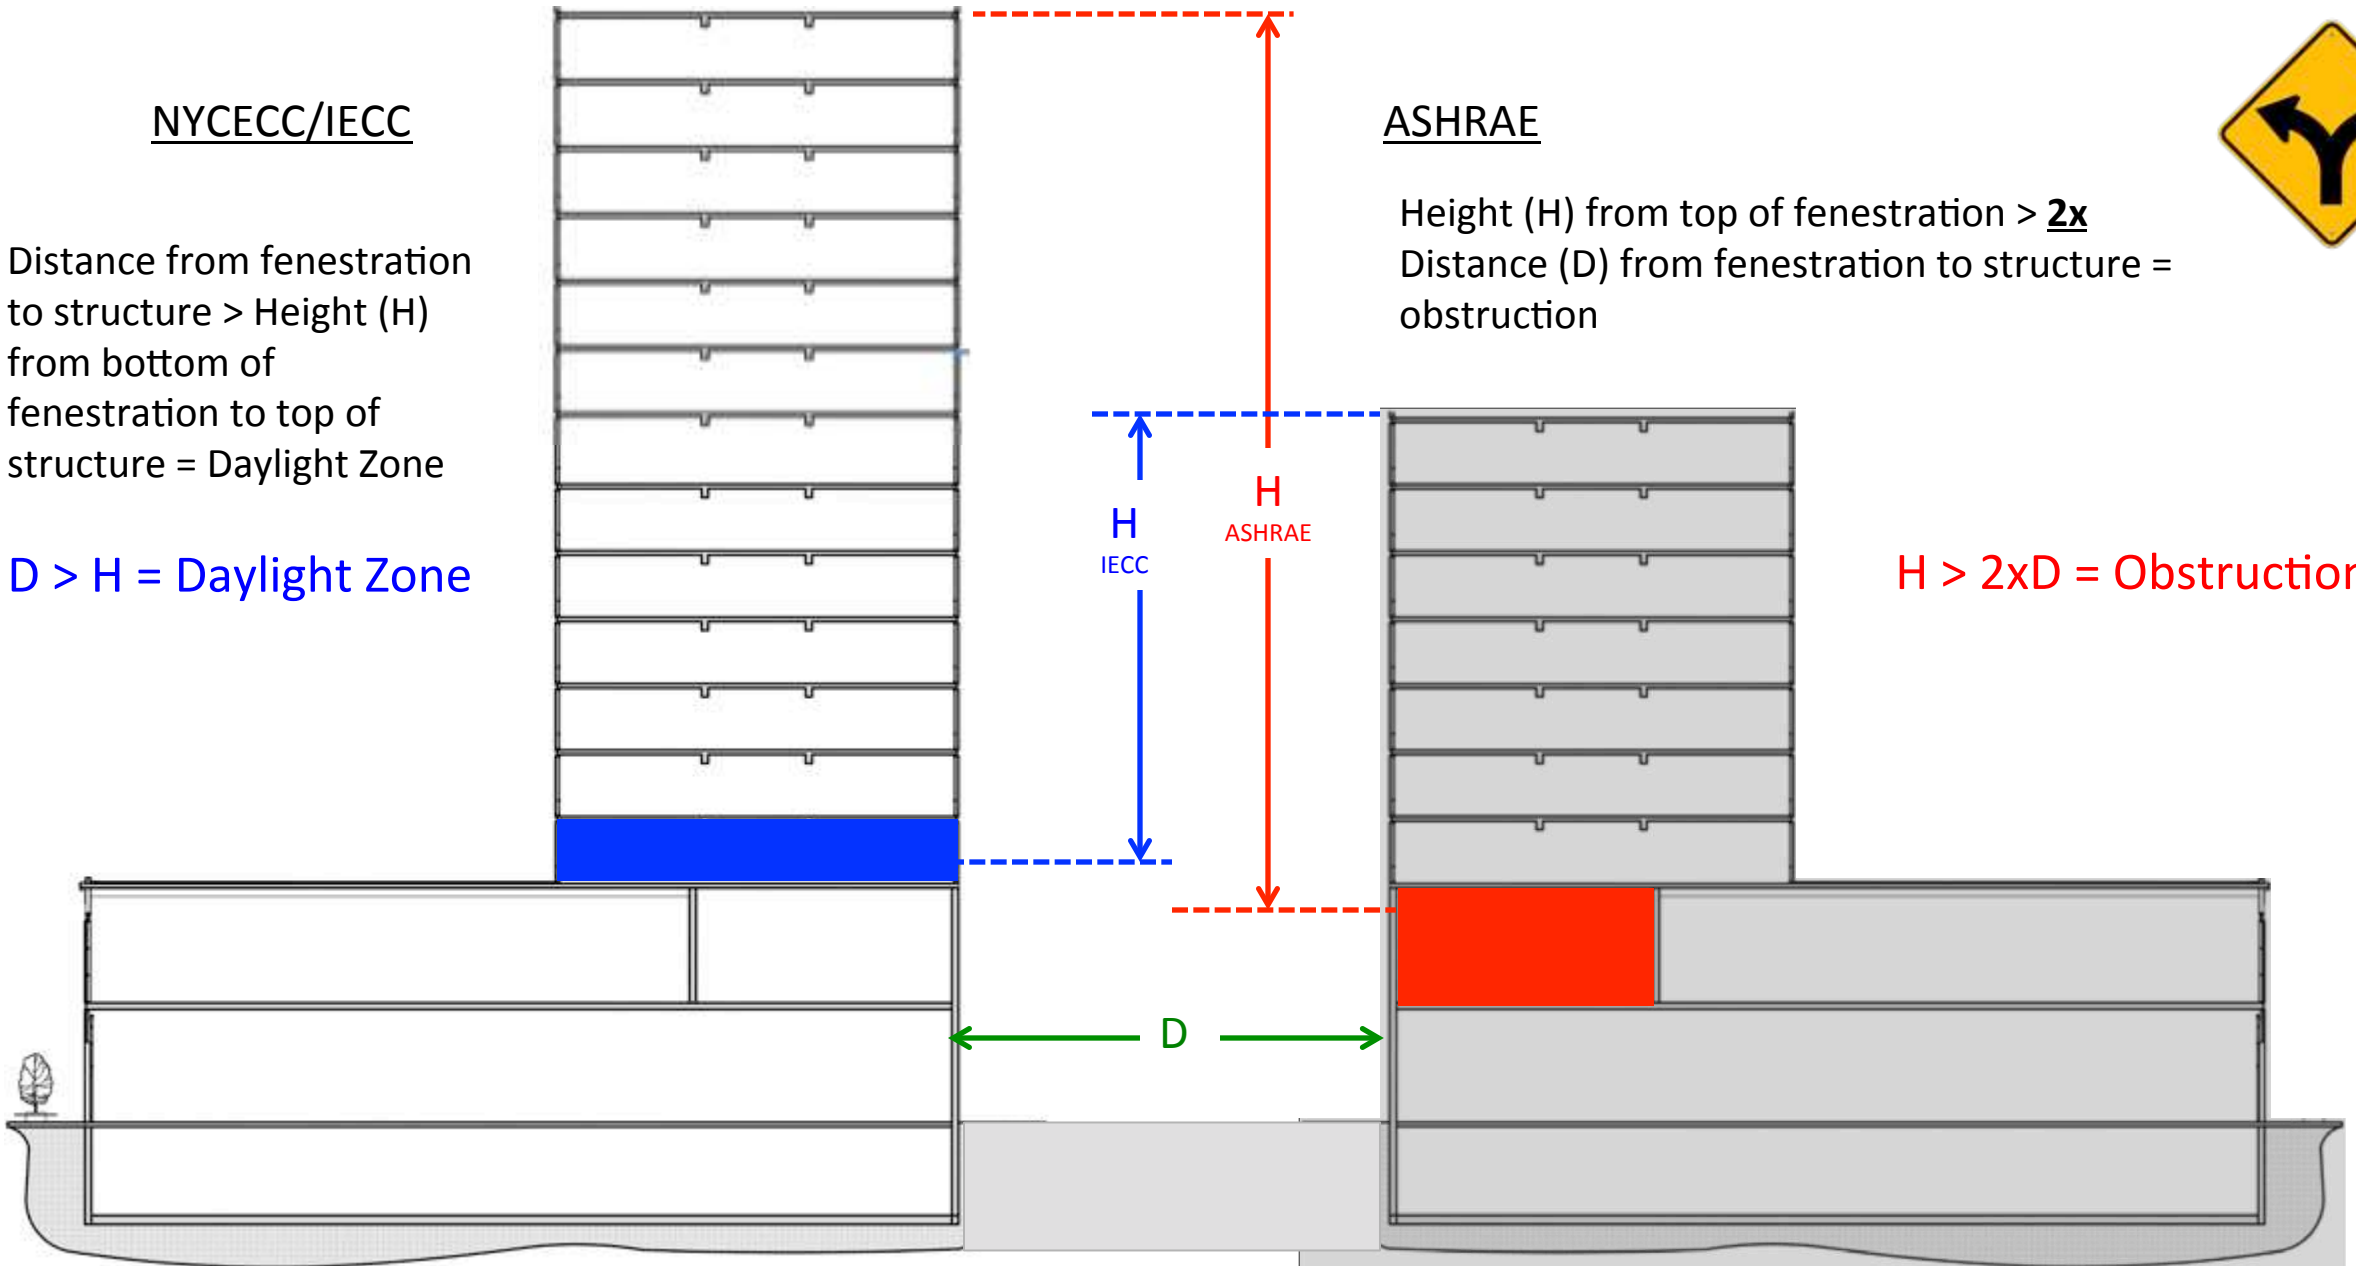 NYCECC/IECC
Distance from fenestration
to structure > Height (H)
from bottom of
fenestration to top of
structure = Daylight Zone
D > H = Daylight Zone
ASHRAE
Height (H) from top of fenestration > 2x
Distance (D) from fenestration to structure =
obstruction
H
IECC
H
ASHRAE
H > 2xD = Obstruction
D